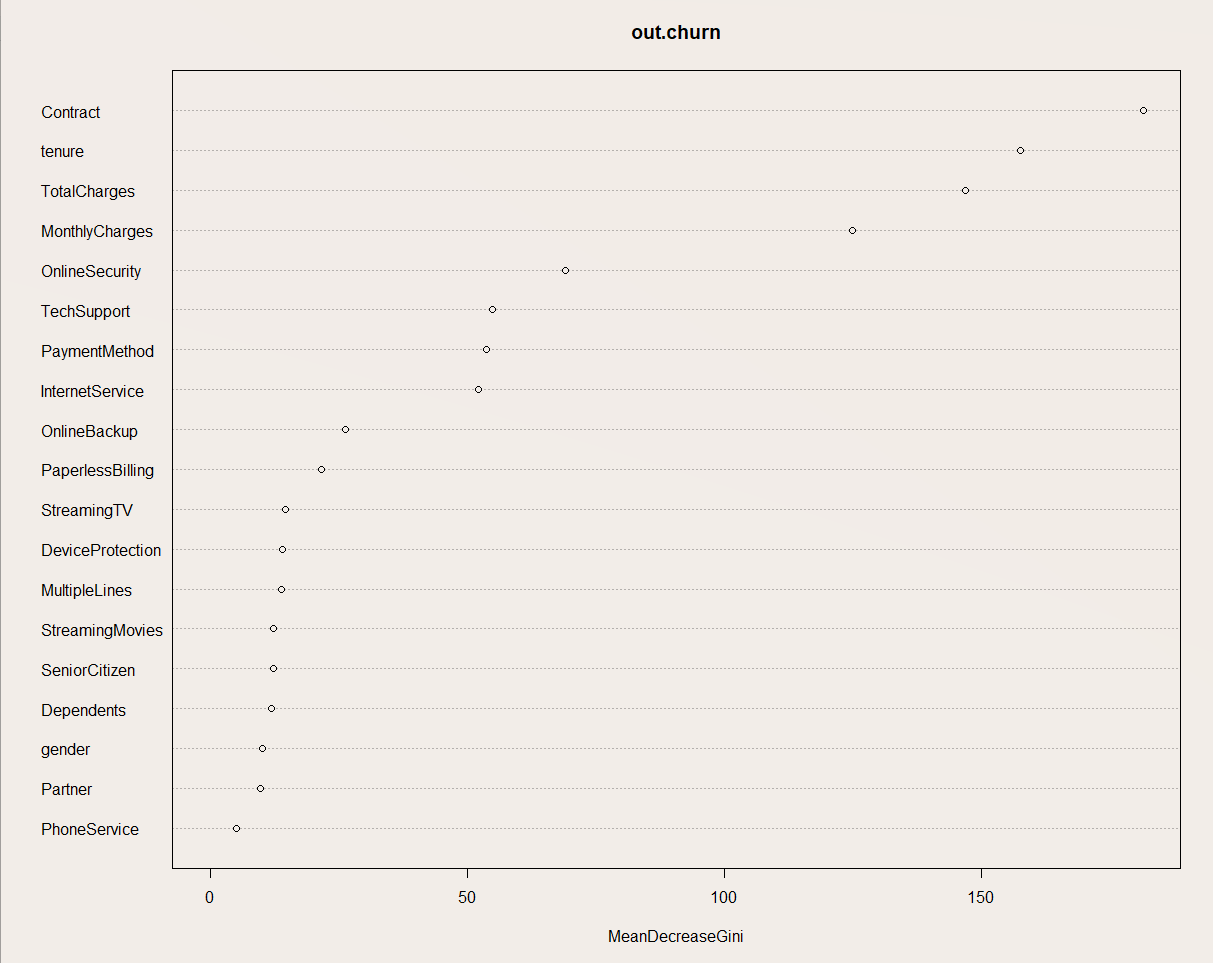 out.churn
Contract
tenure
TotalCharges
MonthlyCharges
OnlineSecurity
TechSupport
PaymentMethod
InternetService
OnlineBackup
PaperlessBilling
StreamingTV
DeviceProtection
MultipleLines
StreamingMovies
SeniorCitizen
Dependents
gender
Partner
PhoneService
0 50 100 150
MeanDecreaseGini